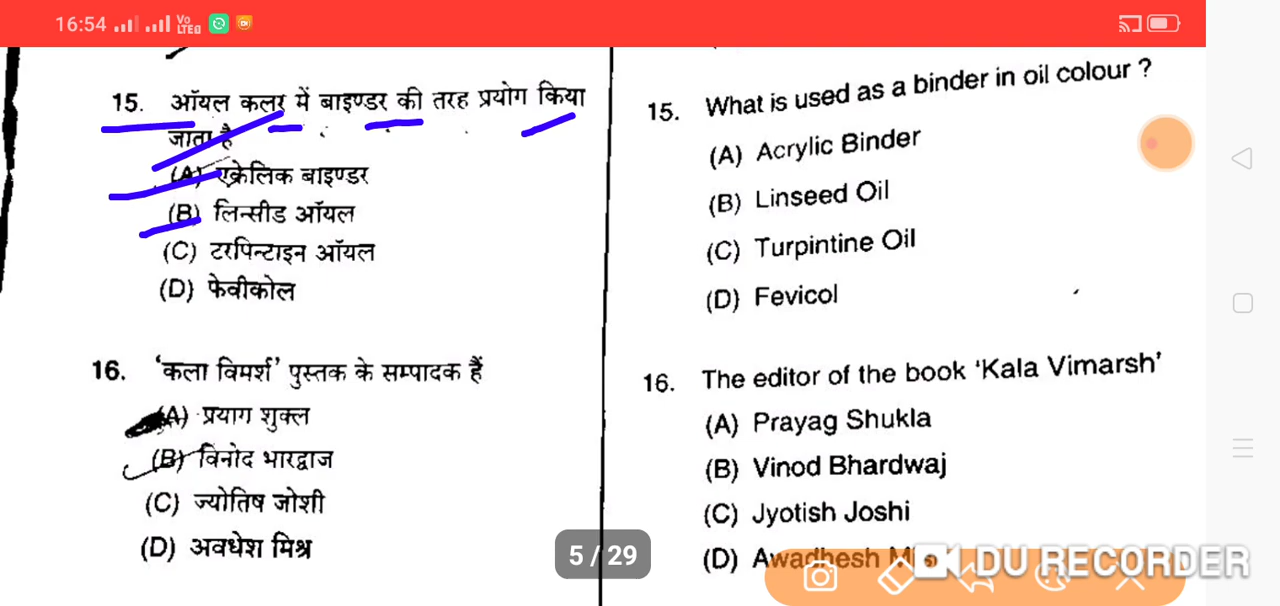 16:54
Vo
LTE
15. ऑयल कलर में बाइण्डर की तरह प्रयोग किया
जाता है
(A) एक्रेलिक बाइण्डर
(B) लिन्सीड ऑयल
(C) टरपिन्टाइन ऑयल
(D) फेवीकोल
16. 'कला विमर्श' पुस्तक के सम्पादक हैं
(A) प्रयाग शुक्ल
(B) विनोद भारद्वाज
(C) ज्योतिष जोशी
(D) अवधेश मिश्र
15. What is used as a binder in oil colour ?
(A) Acrylic Binder
(B) Linseed Oil
(C) Turpintine Oil
(D) Fevicol
16. The editor of the book 'Kala Vimarsh'
(A) Prayag Shukla
(B) Vinod Bhardwaj
(C) Jyotish Joshi
(D) Awadhesh
5 / 29
DU RECORDER